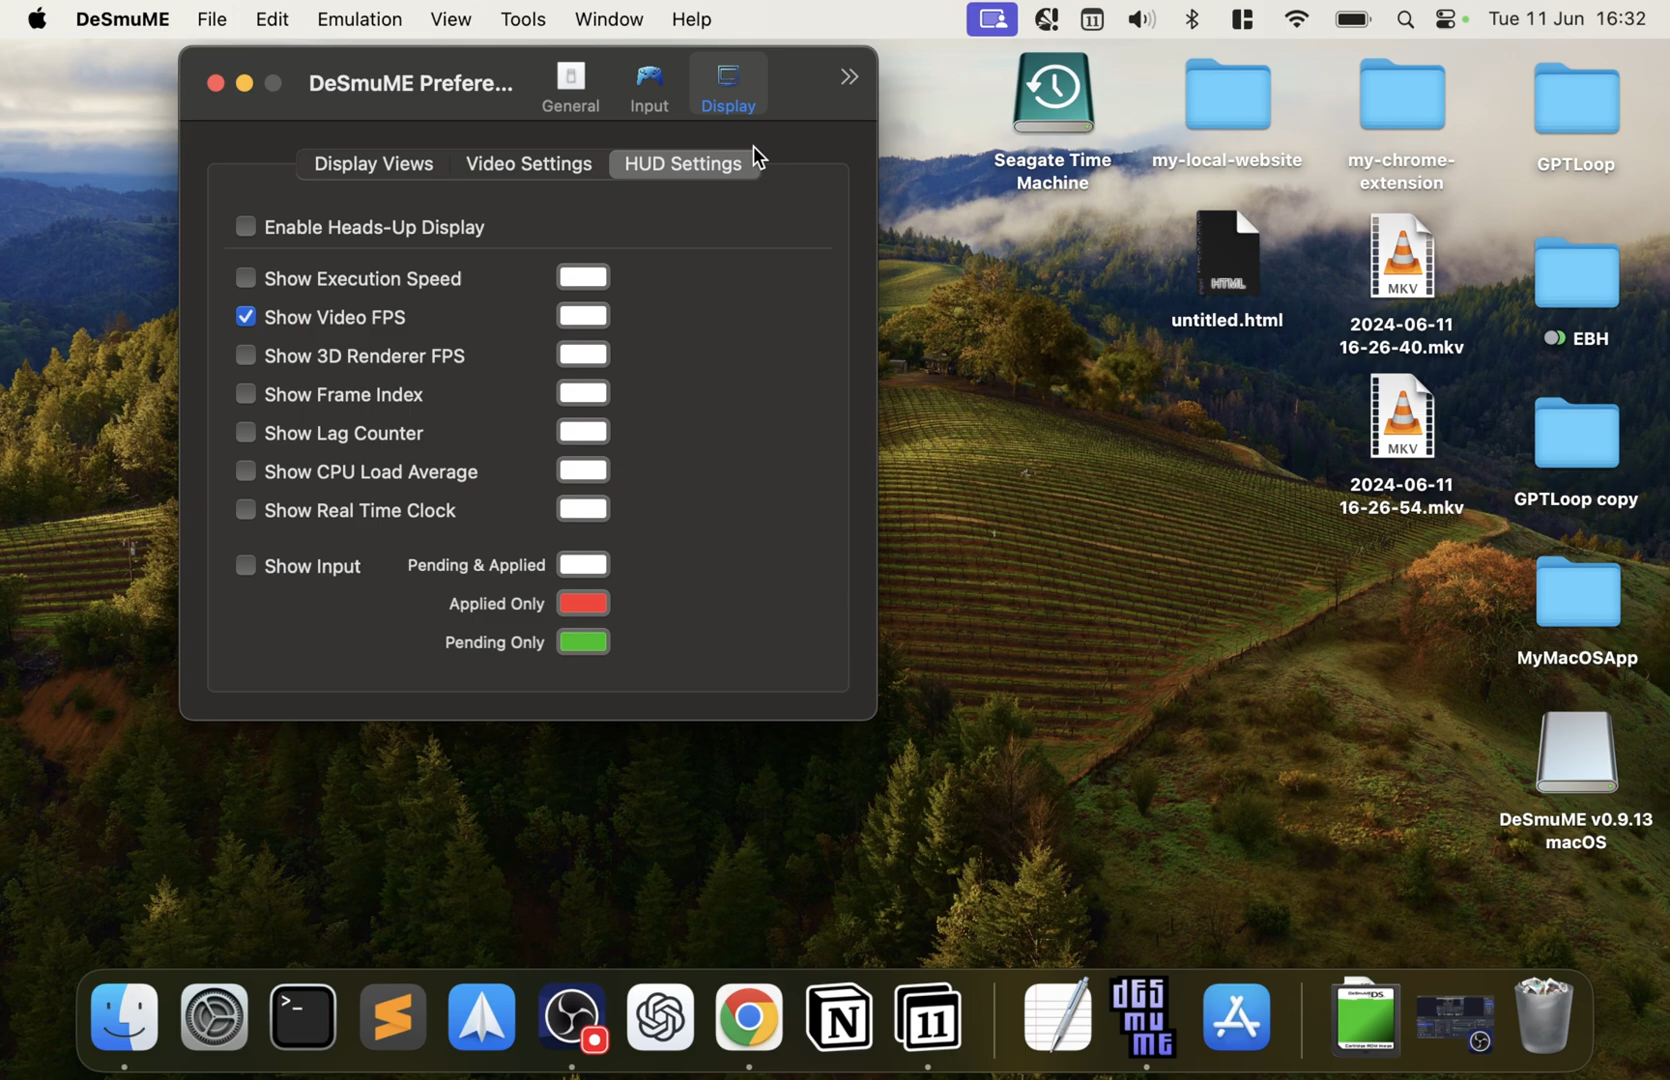 DeSmuME File Edit Emulation View Tools Window Help 11 Tue 11 Jun 16:32
DeSmuME Prefere...
General Input Display
Display Views Video Settings HUD Settings
Enable Heads-Up Display
Show Execution Speed
Show Video FPS
Show 3D Renderer FPS
Show Frame Index
Show Lag Counter
Show CPU Load Average
Show Real Time Clock
Show Input Pending & Applied
Applied Only
Pending Only
Seagate Time
Machine
my-local-website
my-chrome-
extension
GPTLoop
HTML
untitled.html
MKV
2024-06-11
16-26-40.mkv
EBH
MKV
2024-06-11
16-26-54.mkv
GPTLoop copy
MyMacOSApp
DeSmuME v0.9.13
macOS
>_
N
11
DES
MU
ME